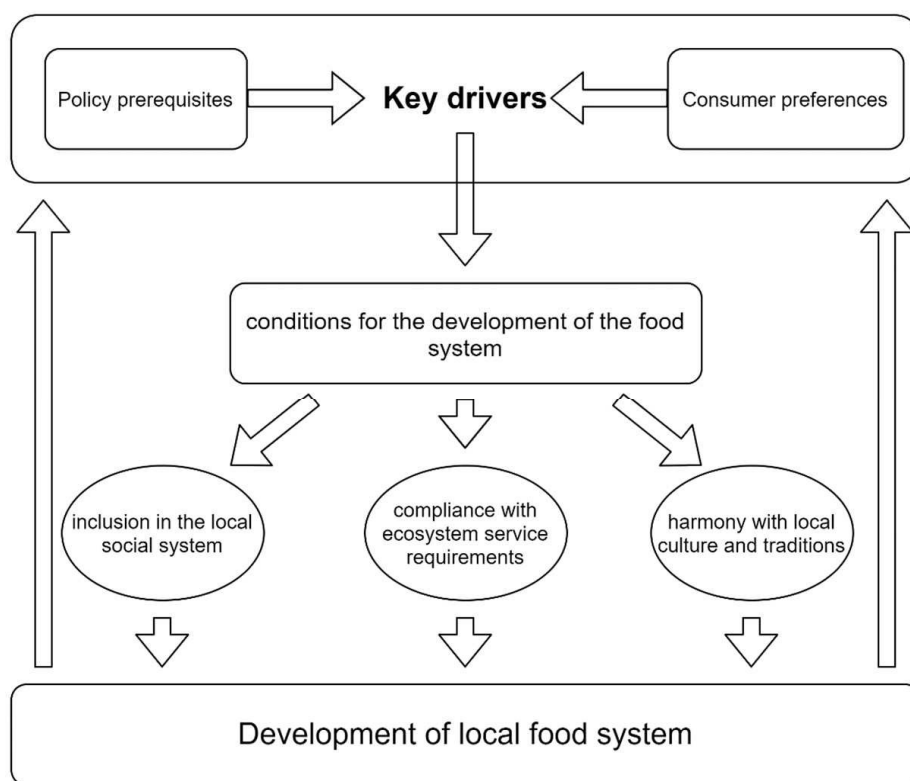 Policy prerequisites
Key drivers
Consumer preferences
conditions for the development of the food
system
inclusion in the local
social system
compliance with
ecosystem service
requirements
harmony with local
culture and traditions
Development of local food system